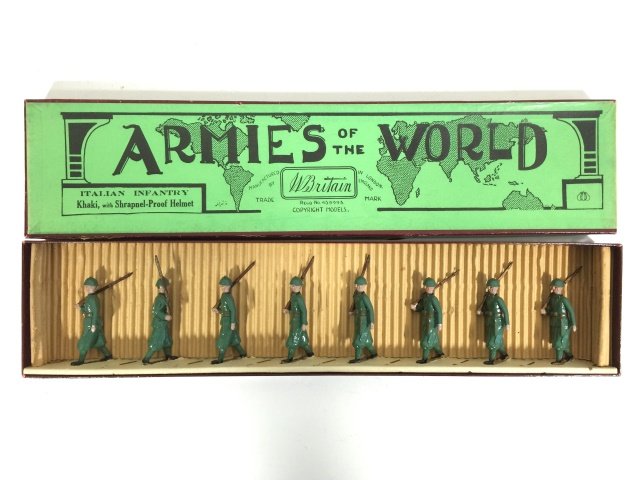 ARMIES OF THE WORLD
ITALIAN INFANTRY
Khaki, with Shrapnel-Proof Helmet
MANUFACTURED BY
W. Britain
IN LONDON
TRADE MARK
COPYRIGHT MODELS.